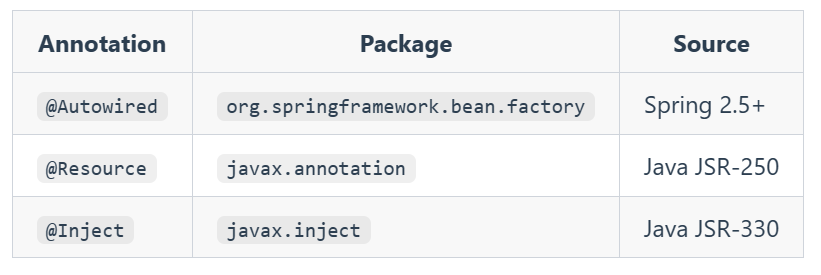 Annotation Package Source
@Autowired org.springframework.bean.factory Spring 2.5+
@Resource javax.annotation Java JSR-250
@Inject javax.inject Java JSR-330